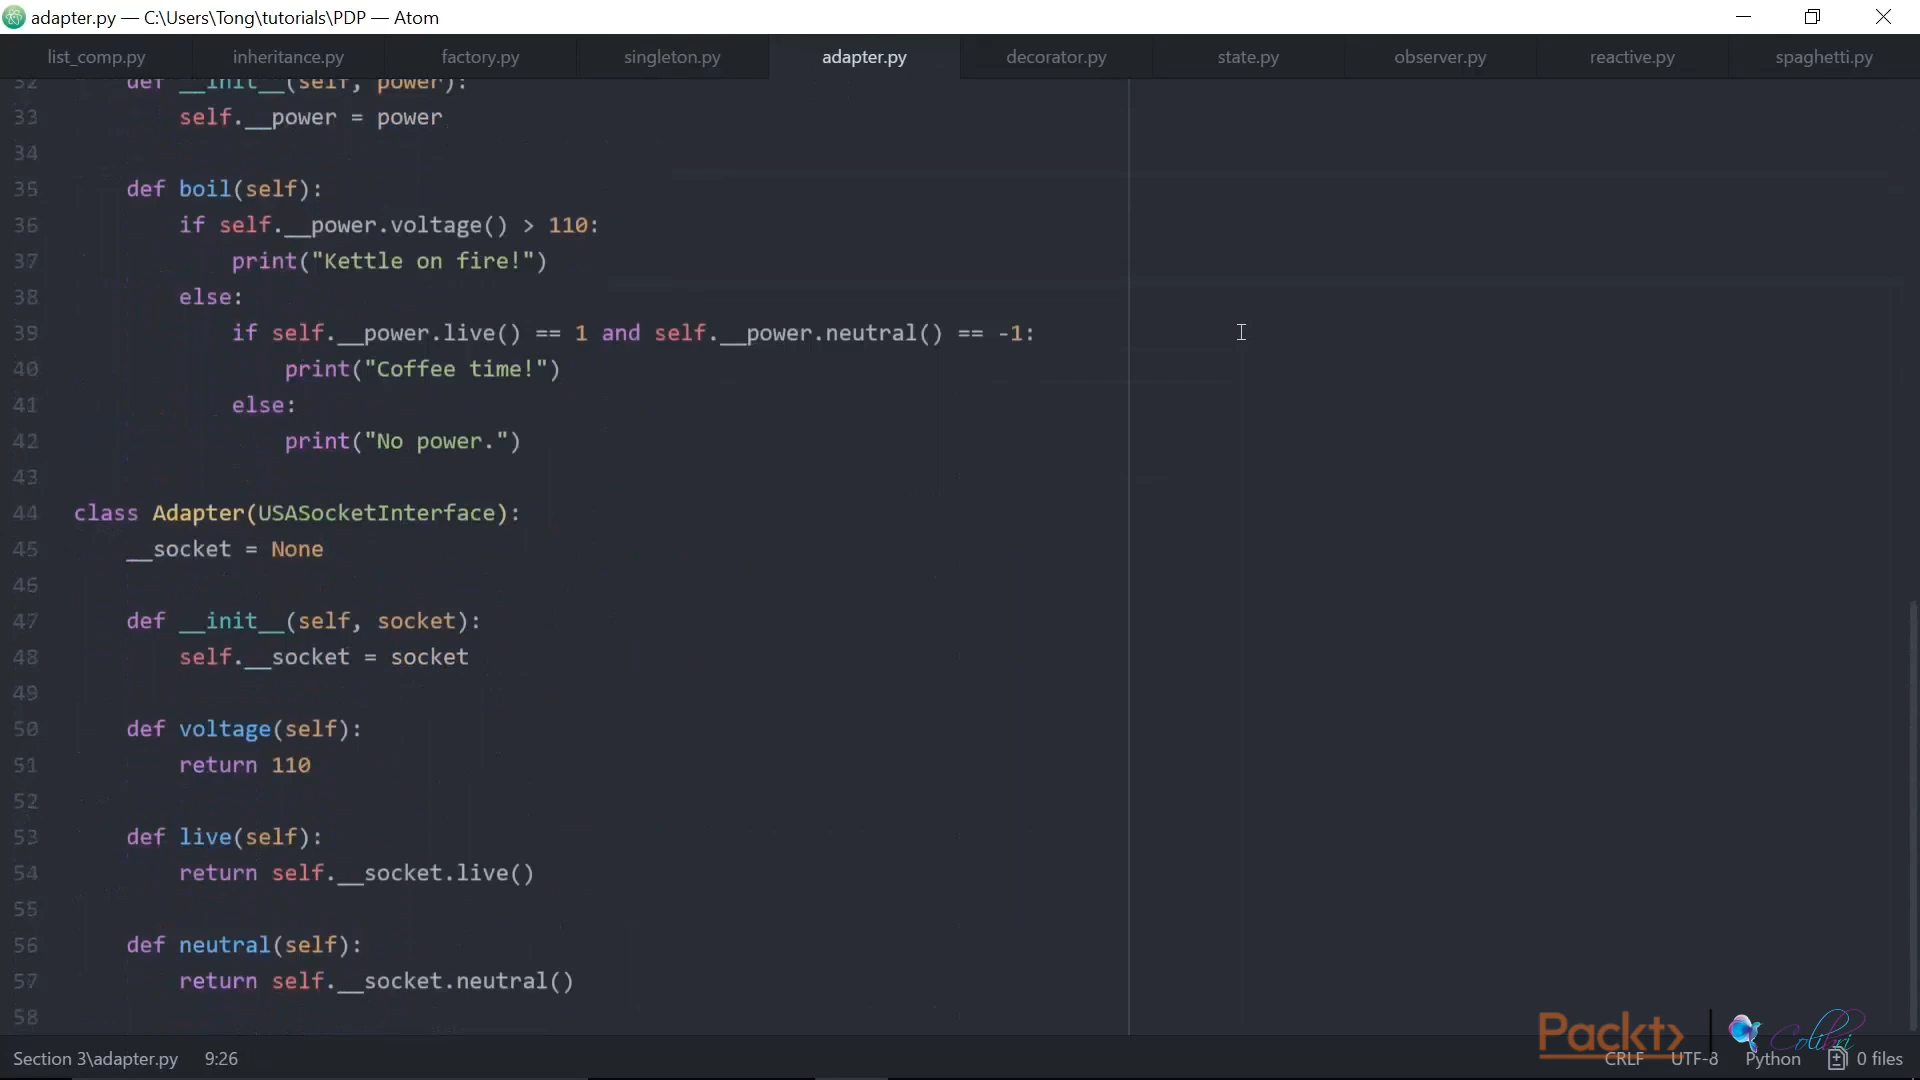 adapter.py — C:\Users\Tong\tutorials\PDP — Atom
list_comp.py inheritance.py factory.py singleton.py adapter.py decorator.py state.py observer.py reactive.py spaghetti.py
32 def __init__(self, power):
33 self.__power = power
34
35 def boil(self):
36 if self.__power.voltage() > 110:
37 print("Kettle on fire!")
38 else:
39 if self.__power.live() == 1 and self.__power.neutral() == -1:
40 print("Coffee time!")
41 else:
42 print("No power.")
43
44 class Adapter(USASocketInterface):
45 __socket = None
46
47 def __init__(self, socket):
48 self.__socket = socket
49
50 def voltage(self):
51 return 110
52
53 def live(self):
54 return self.__socket.live()
55
56 def neutral(self):
57 return self.__socket.neutral()
58
Packt> Colibri
Section 3\adapter.py 9:26 CRLF UTF-8 Python 0 files